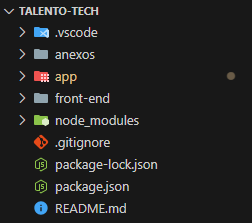 TALENTO-TECH
.vscode
anexos
app
front-end
node_modules
.gitignore
package-lock.json
package.json
README.md